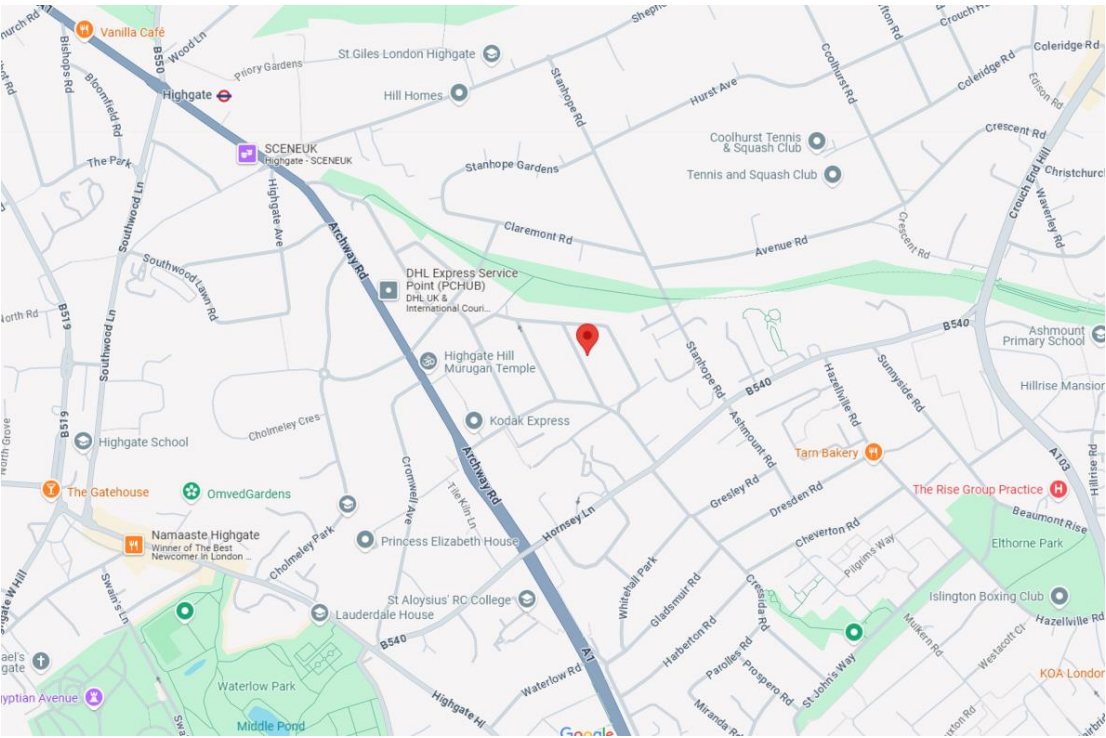 A1
Vanilla Café
Wood Ln
B550
Bishops Rd
Bloomfield Rd
Priory Gardens
Highgate
St Giles London Highgate
Hill Homes
Stanhope Rd
Hurst Ave
Coolhurst Rd
Coleridge Rd
Coleridge Rd
Edison Rd
Crescent Rd
SCENEUK
Highgate - SCENEUK
The Park
Southwood Ln
Highgate Ave
Stanhope Gardens
Coolhurst Tennis
& Squash Club
Tennis and Squash Club
Crouch End Hill
Waverley Rd
Claremont Rd
Avenue Rd
Crescent Rd
Archway Rd
Southwood Lawn Rd
DHL Express Service
Point (PCHUB)
DHL UK &
International Couri...
North Rd
B519
Southwood Ln
Highgate Hill
Murugan Temple
Stanhope Rd
B540
B540
Ashmount
Primary School
Hazellville Rd
Sunnyside Rd
Hillrise Mansion
North Grove
B519
Highgate School
Cholmeley Cres
Kodak Express
Ashmount Rd
Tarn Bakery
A103
Hillrise Rd
The Gatehouse
OmvedGardens
Cromwell Ave
Archway Rd
Tile Kiln Ln
Gresley Rd
Dresden Rd
The Rise Group Practice
Beaumont Rise
Namaaste Highgate
Winner of The Best
Newcomer In London ...
Cholmeley Park
Princess Elizabeth House
Hornsey Ln
Cheverton Rd
Pilgrims Way
Elthorne Park
Swain's Ln
St Aloysius' RC College
Lauderdale House
Whitehall Park
Gladsmuir Rd
Cressida Rd
Islington Boxing Club
Hazellville Rd
B540
A1
Harberton Rd
Parolles Rd
Prospero Rd
St John's Way
Mulkern Rd
Westacott Cl
KOA London
Waterlow Park
Waterlow Rd
Highgate Hl
Miranda Rd
Middle Pond
Google